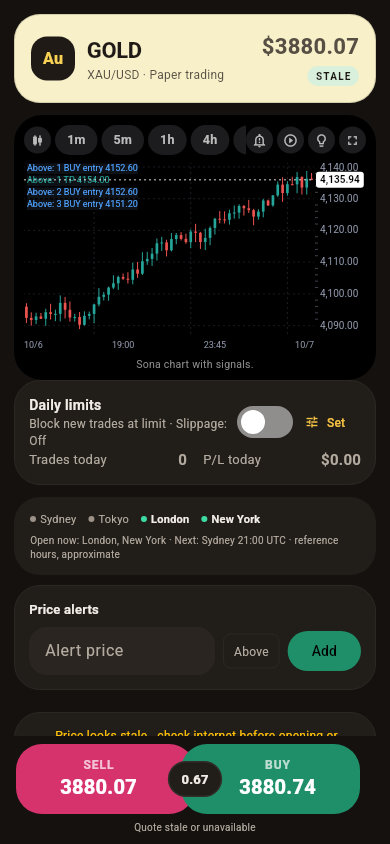 Au
GOLD
XAU/USD · Paper trading
$3880.07
STALE
1m 5m 1h 4h
Above: 1 BUY entry 4152.60
Above: 1 TP 4154.00
Above: 2 BUY entry 4152.60
Above: 3 BUY entry 4151.20
4,140.00
4,135.94
4,130.00
4,120.00
4,110.00
4,100.00
4,090.00
10/6 19:00 23:45 10/7
Sona chart with signals.
Daily limits
Block new trades at limit · Slippage:
Off
Set
Trades today 0 P/L today $0.00
Sydney Tokyo London New York
Open now: London, New York · Next: Sydney 21:00 UTC · reference
hours, approximate
Price alerts
Alert price Above Add
Price looks stale - check internet before opening or
SELL
3880.07
0.67
BUY
3880.74
Quote stale or unavailable